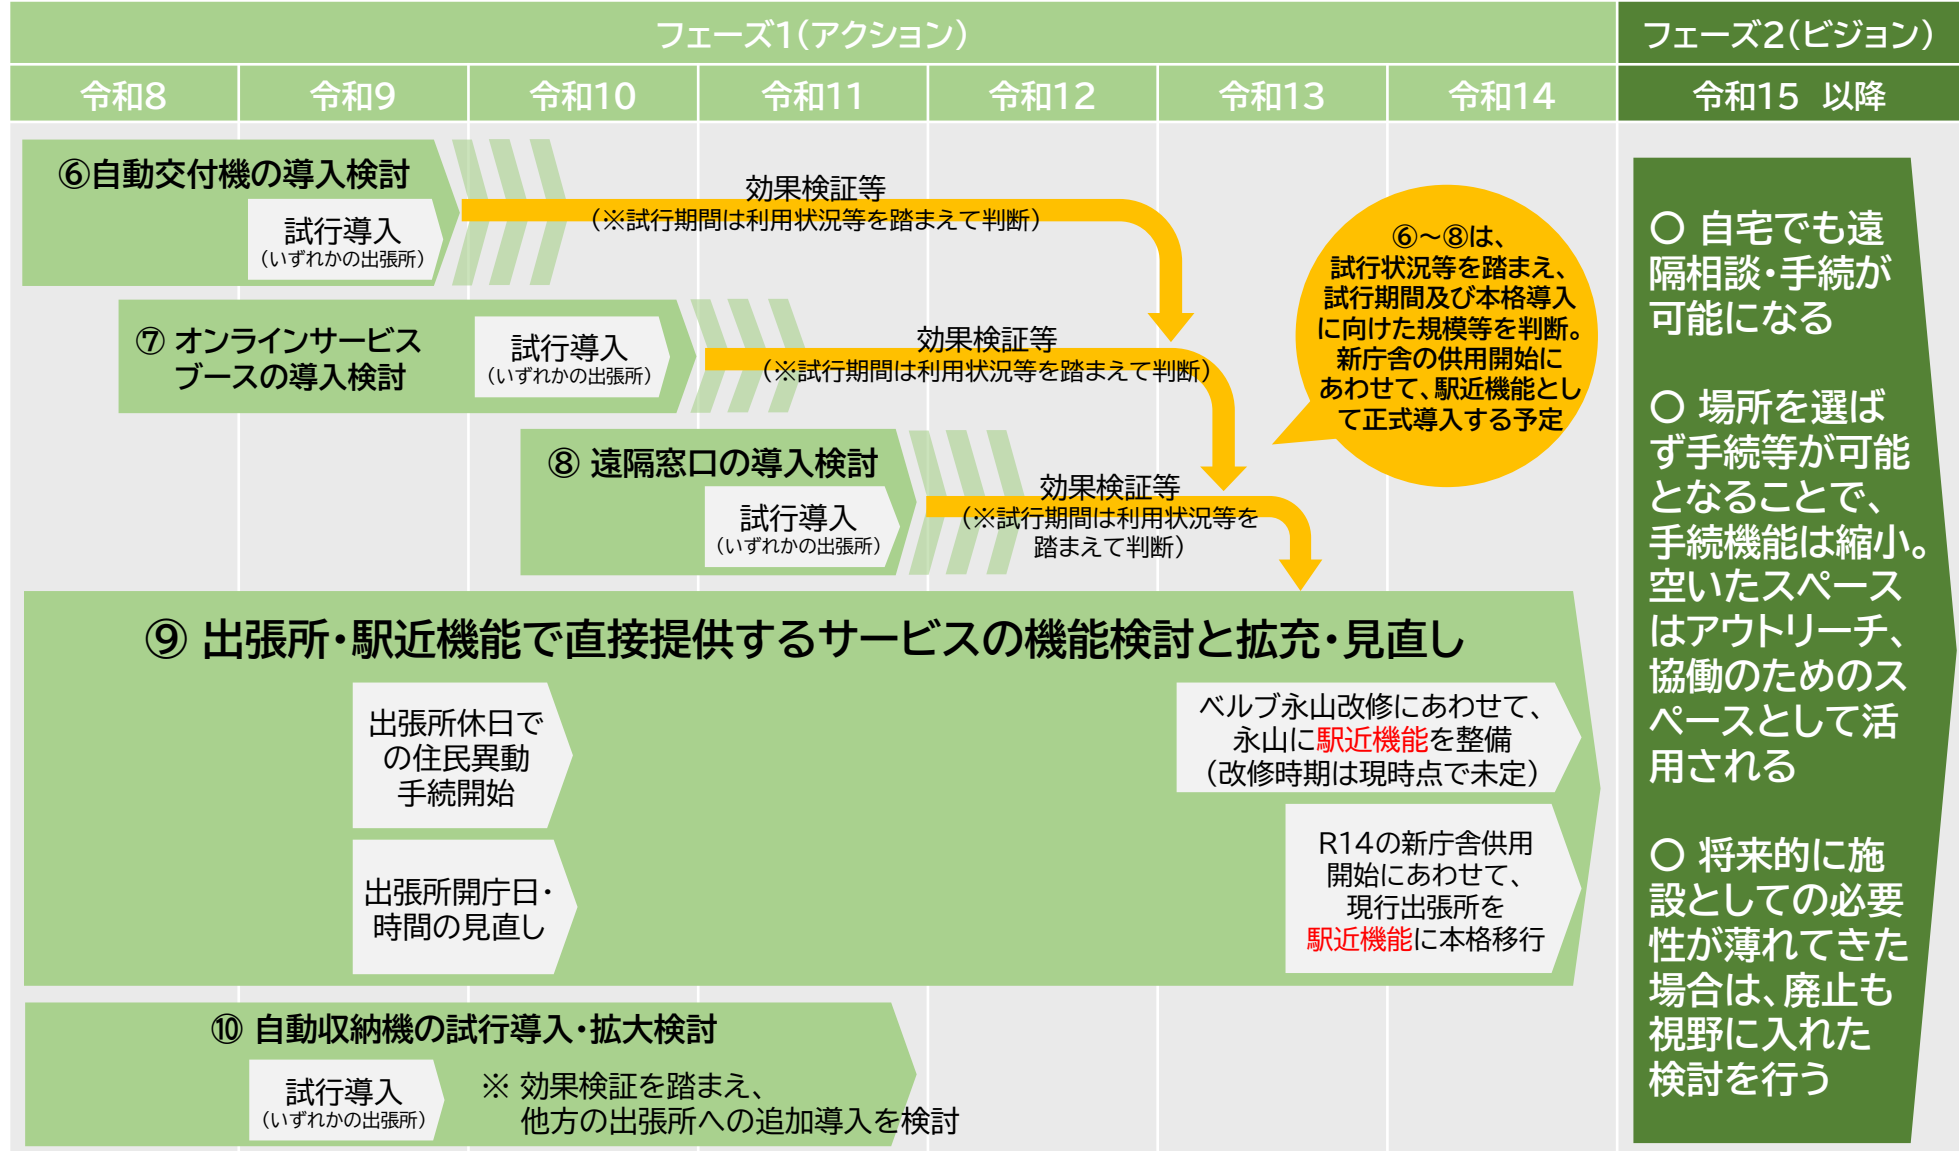 フェーズ1(アクション)
フェーズ2(ビジョン)
令和8
令和9
令和10
令和11
令和12
令和13
令和14
令和15 以降
⑥自動交付機の導入検討
試行導入
(いずれかの出張所)
効果検証等
(※試行期間は利用状況等を踏まえて判断)
⑦ オンラインサービス
ブースの導入検討
試行導入
(いずれかの出張所)
効果検証等
(※試行期間は利用状況等を踏まえて判断)
⑧ 遠隔窓口の導入検討
試行導入
(いずれかの出張所)
効果検証等
(※試行期間は利用状況等を
踏まえて判断)
⑥～⑧は、
試行状況等を踏まえ、
試行期間及び本格導入
に向けた規模等を判断。
新庁舎の供用開始に
あわせて、駅近機能とし
て正式導入する予定
⑨ 出張所・駅近機能で直接提供するサービスの機能検討と拡充・見直し
出張所休日で
の住民異動
手続開始
出張所開庁日・
時間の見直し
ベルブ永山改修にあわせて、
永山に駅近機能を整備
(改修時期は現時点で未定)
R14の新庁舎供用
開始にあわせて、
現行出張所を
駅近機能に本格移行
⑩ 自動収納機の試行導入・拡大検討
試行導入
(いずれかの出張所)
※ 効果検証を踏まえ、
他方の出張所への追加導入を検討
○ 自宅でも遠
隔相談・手続が
可能になる
○ 場所を選ば
ず手続等が可能
となることで、
手続機能は縮小。
空いたスペース
はアウトリーチ、
協働のためのス
ペースとして活
用される
○ 将来的に施
設としての必要
性が薄れてきた
場合は、廃止も
視野に入れた
検討を行う